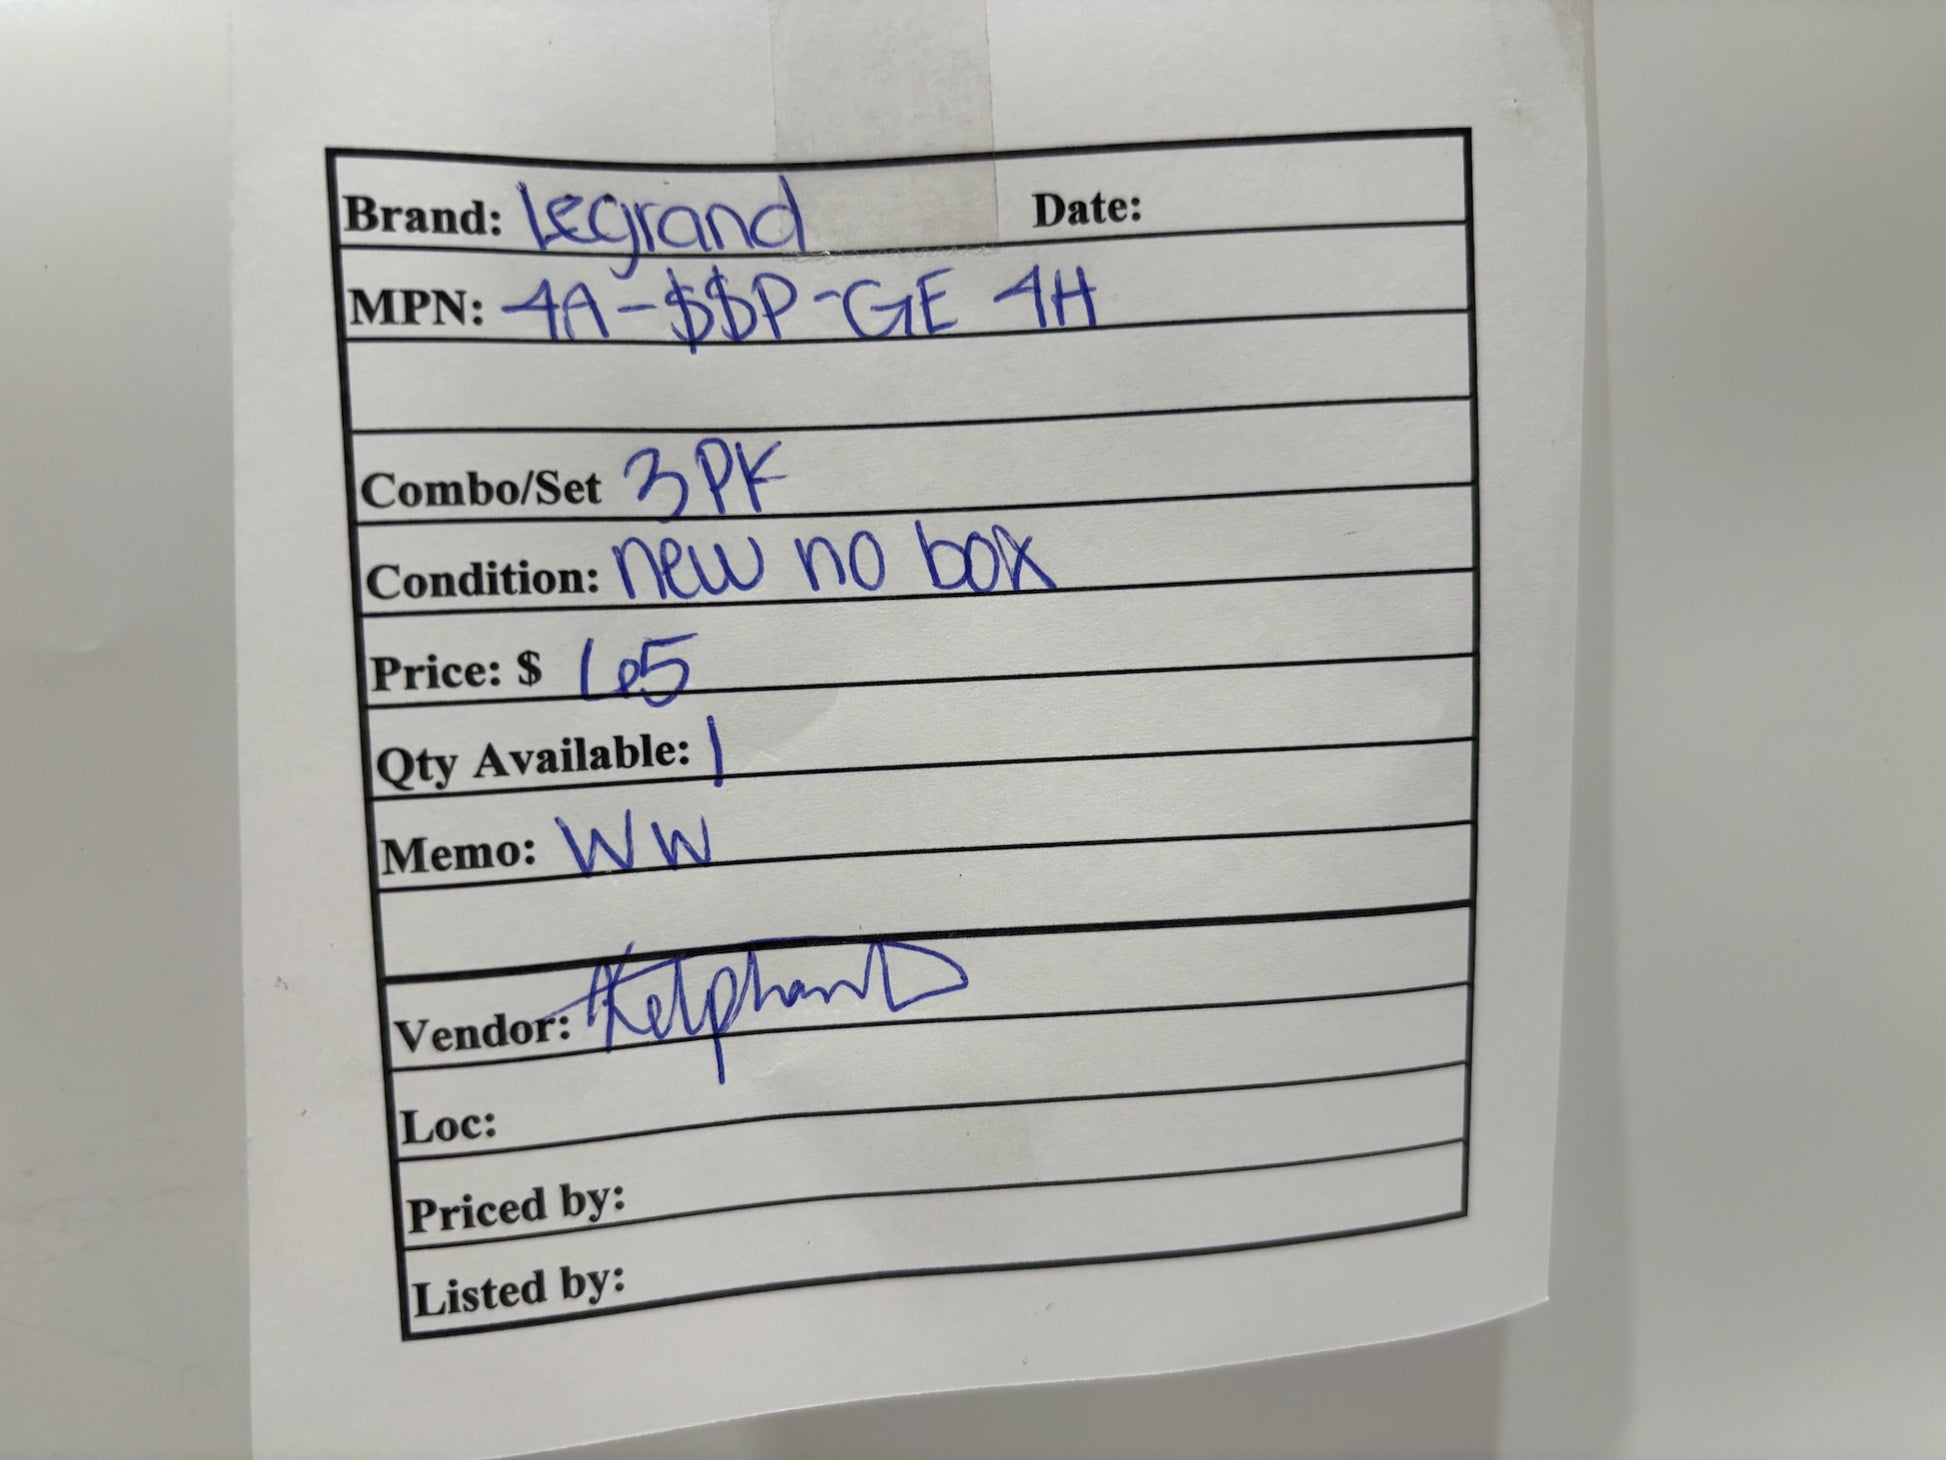 Brand: Legrand Date:
MPN: 4A-$$P-GE 4H
Combo/Set 3PK
Condition: new no box
Price: $ 65
Qty Available: 1
Memo: WW
Vendor:
Loc:
Priced by:
Listed by: